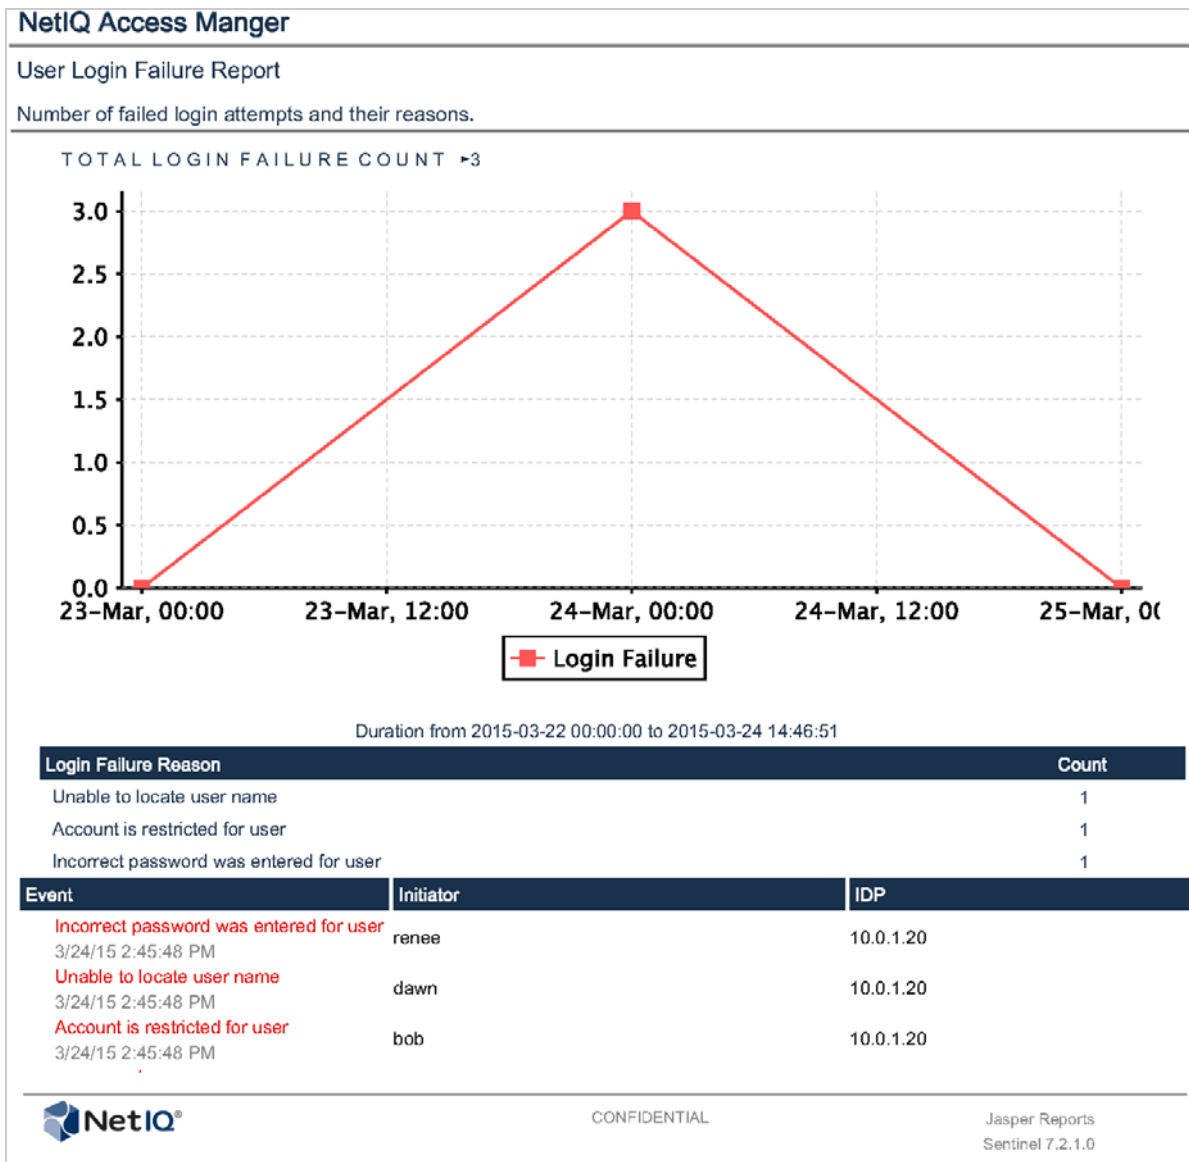 NetIQ Access Manger
User Login Failure Report
Number of failed login attempts and their reasons.
TOTAL LOGIN FAILURE COUNT ►3
3.0
2.5
2.0
1.5
1.0
0.5
0.0
23-Mar, 00:00 23-Mar, 12:00 24-Mar, 00:00 24-Mar, 12:00 25-Mar, 0(
Login Failure
Duration from 2015-03-22 00:00:00 to 2015-03-24 14:46:51
Login Failure Reason Count
Unable to locate user name 1
Account is restricted for user 1
Incorrect password was entered for user 1
Event Initiator IDP
Incorrect password was entered for user
3/24/15 2:45:48 PM
renee 10.0.1.20
Unable to locate user name
3/24/15 2:45:48 PM
dawn 10.0.1.20
Account is restricted for user
3/24/15 2:45:48 PM
bob 10.0.1.20
NetIQ® CONFIDENTIAL Jasper Reports
Sentinel 7.2.1.0